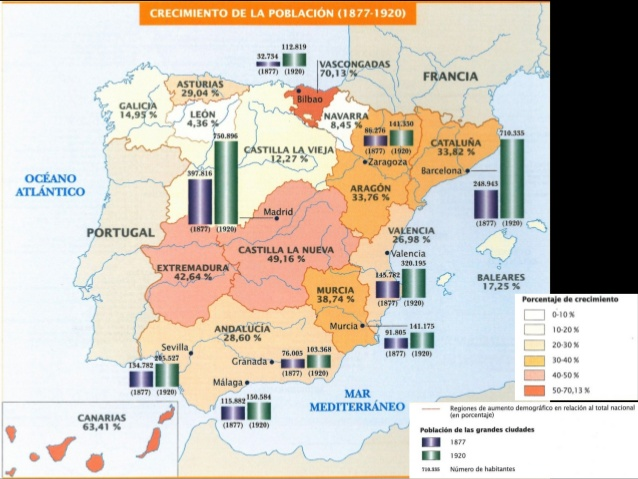 CRECIMIENTO DE LA POBLACIÓN (1877-1920)
112.819
32.734
(1877) (1920)
VASCONGADAS
70,13 %
FRANCIA
ASTURIAS
29,04 %
Bilbao
GALICIA
14,95 %
LEÓN
4,36 %
NAVARRA
8,45 %
141.350
86.276
(1877) (1920)
Zaragoza
CATALUÑA
33,82 %
Barcelona
710.335
248.943
(1877) (1920)
750.896
397.816
(1877) (1920)
CASTILLA LA VIEJA
12,27 %
OCÉANO
ATLÁNTICO
ARAGÓN
33,76 %
Madrid
PORTUGAL
VALENCIA
26,98 %
Valencia
320.195
145.782
(1877) (1920)
CASTILLA LA NUEVA
49,16 %
EXTREMADURA
42,64 %
BALEARES
17,25 %
MURCIA
38,74 %
Murcia
141.175
91.805
(1877) (1920)
ANDALUCÍA
28,60 %
Sevilla
205.527
134.782
(1877) (1920)
Granada
76.005
103.368
(1877) (1920)
Málaga
115.882
150.584
(1877) (1920)
MAR
MEDITERRÁNEO
CANARIAS
63,41 %
Porcentaje de crecimiento
0-10 %
10-20 %
20-30 %
30-40 %
40-50 %
50-70,13 %
Regiones de aumento demográfico en relación al total nacional
(en porcentaje)
Población de las grandes ciudades
1877
1920
710.335 Número de habitantes